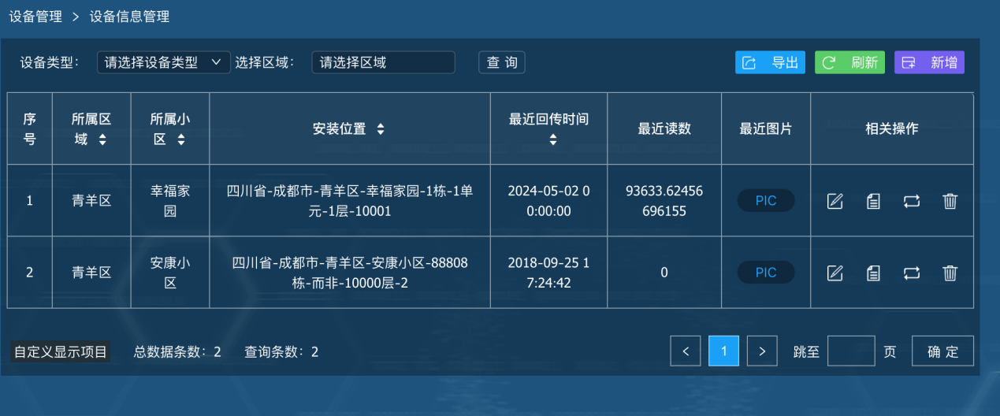 设备管理 > 设备信息管理
设备类型: 请选择设备类型 选择区域: 请选择区域 查 询 导出 刷新 新增
序号 所属区域 所属小区 安装位置 最近回传时间 最近读数 最近图片 相关操作
1 青羊区 幸福家园 四川省-成都市-青羊区-幸福家园-1栋-1单元-1层-10001 2024-05-02 00:00:00 93633.62456696155 PIC
2 青羊区 安康小区 四川省-成都市-青羊区-安康小区-88808栋-而非-10000层-2 2018-09-25 17:24:42 0 PIC
自定义显示项目 总数据条数: 2 查询条数: 2 < 1 > 跳至 页 确 定